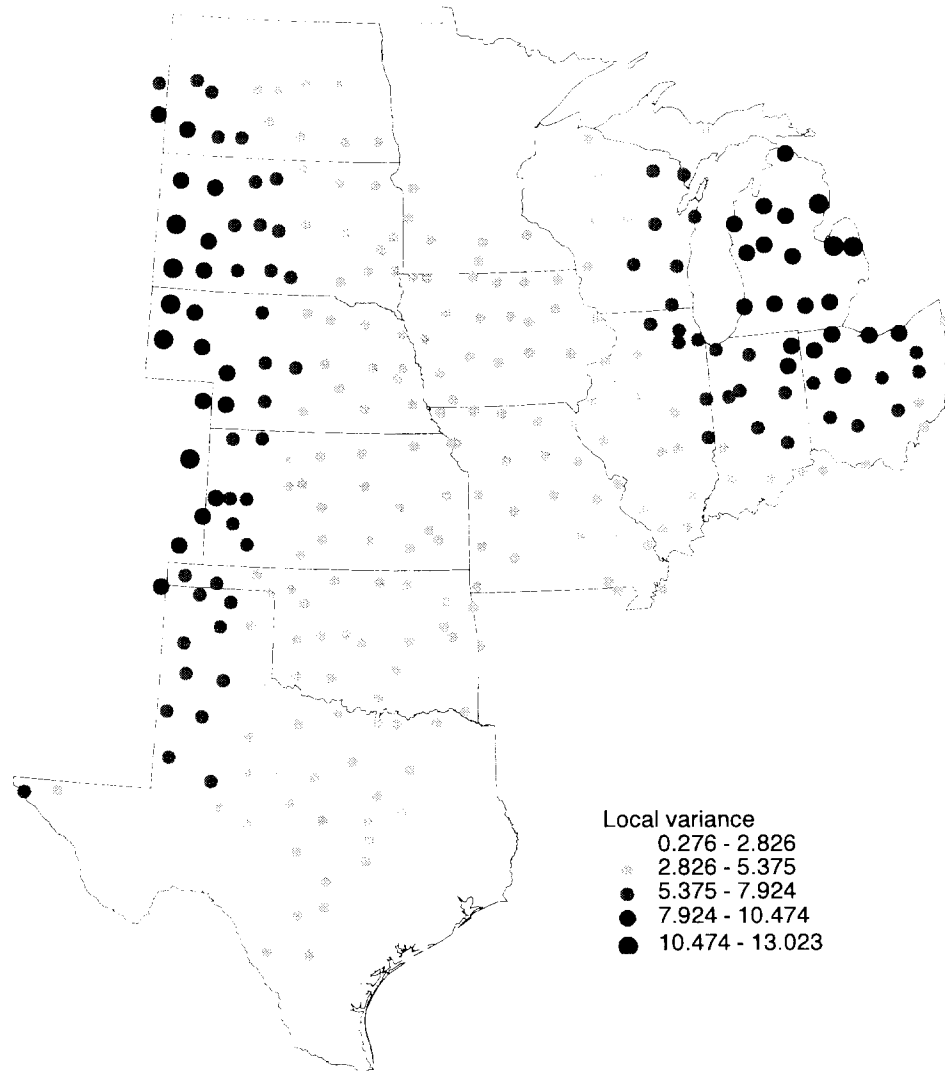 Local variance
0.276 - 2.826
2.826 - 5.375
5.375 - 7.924
7.924 - 10.474
10.474 - 13.023